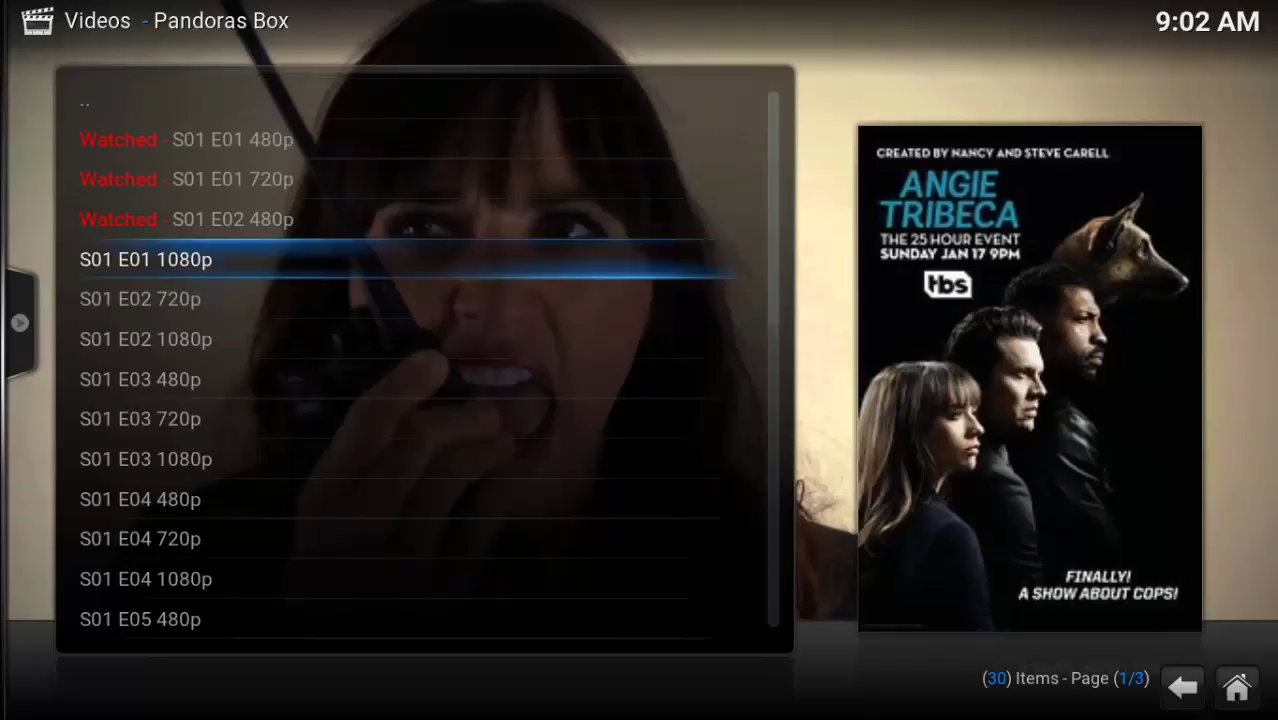 Videos - Pandoras Box
9:02 AM
..
Watched - S01 E01 480p
Watched - S01 E01 720p
Watched - S01 E02 480p
S01 E01 1080p
S01 E02 720p
S01 E02 1080p
S01 E03 480p
S01 E03 720p
S01 E03 1080p
S01 E04 480p
S01 E04 720p
S01 E04 1080p
S01 E05 480p
CREATED BY NANCY AND STEVE CARELL
ANGIE
TRIBECA
THE 25 HOUR EVENT
SUNDAY JAN 17 9PM
tbs
FINALLY!
A SHOW ABOUT COPS!
(30) Items - Page (1/3)